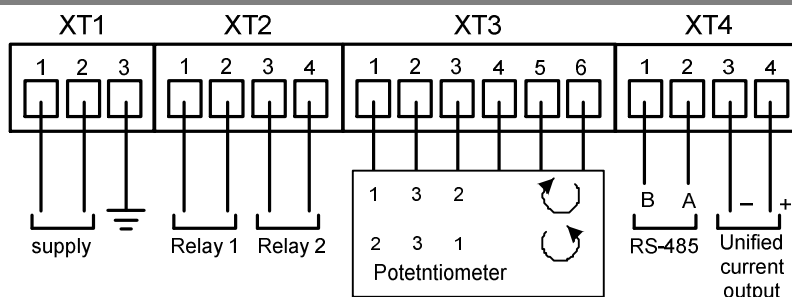 XT1 XT2 XT3 XT4
1 2 3 1 2 3 4 1 2 3 4 5 6 1 2 3 4
1 3 2
B A − +
2 3 1
supply Relay 1 Relay 2 RS-485 Unified
current
output
Potetntiometer